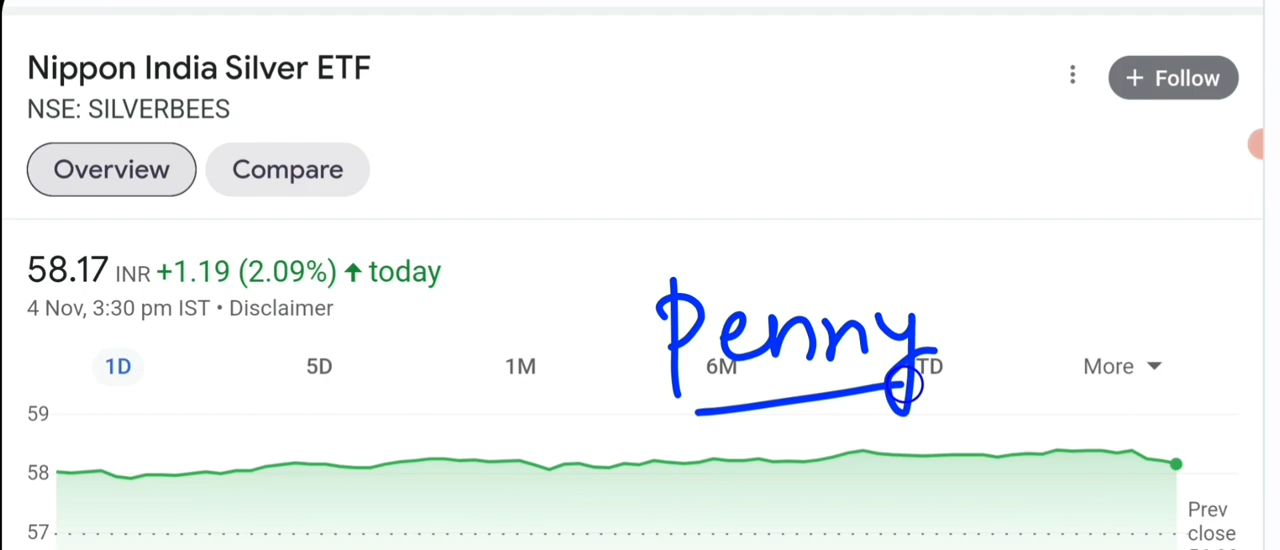 Nippon India Silver ETF
+ Follow
NSE: SILVERBEES
Overview Compare
58.17 INR +1.19 (2.09%) ↑ today
4 Nov, 3:30 pm IST • Disclaimer
Penny
1D 5D 1M 6M TD More
59
58
57
Prev
close